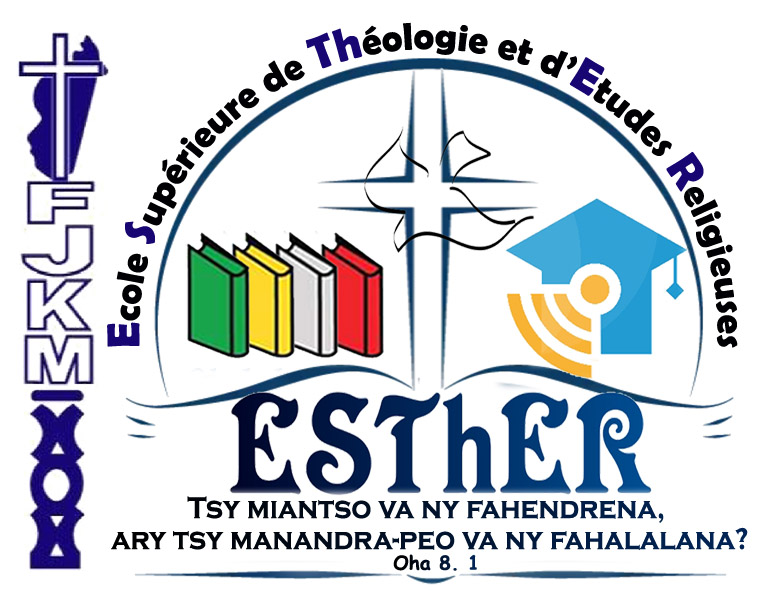 Ecole Supérieure de Théologie et d'Etudes Religieuses
FJKM
ESThER
TSY MIANTSO VA NY FAHENDRENA,
ARY TSY MANANDRA-PEO VA NY FAHALALANA?
Oha 8. 1